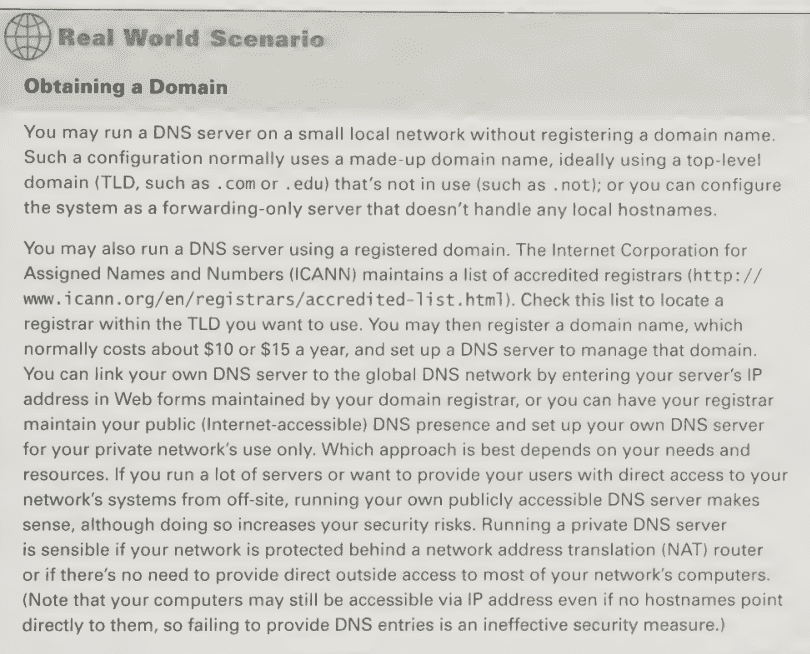 Real World Scenario
Obtaining a Domain
You may run a DNS server on a small local network without registering a domain name.
Such a configuration normally uses a made-up domain name, ideally using a top-level
domain (TLD, such as .com or .edu) that's not in use (such as .not); or you can configure
the system as a forwarding-only server that doesn't handle any local hostnames.
You may also run a DNS server using a registered domain. The Internet Corporation for
Assigned Names and Numbers (ICANN) maintains a list of accredited registrars (http://
www.icann.org/en/registrars/accredited-list.html). Check this list to locate a
registrar within the TLD you want to use. You may then register a domain name, which
normally costs about $10 or $15 a year, and set up a DNS server to manage that domain.
You can link your own DNS server to the global DNS network by entering your server's IP
address in Web forms maintained by your domain registrar, or you can have your registrar
maintain your public (Internet-accessible) DNS presence and set up your own DNS server
for your private network's use only. Which approach is best depends on your needs and
resources. If you run a lot of servers or want to provide your users with direct access to your
network's systems from off-site, running your own publicly accessible DNS server makes
sense, although doing so increases your security risks. Running a private DNS server
is sensible if your network is protected behind a network address translation (NAT) router
or if there's no need to provide direct outside access to most of your network's computers.
(Note that your computers may still be accessible via IP address even if no hostnames point
directly to them, so failing to provide DNS entries is an ineffective security measure.)